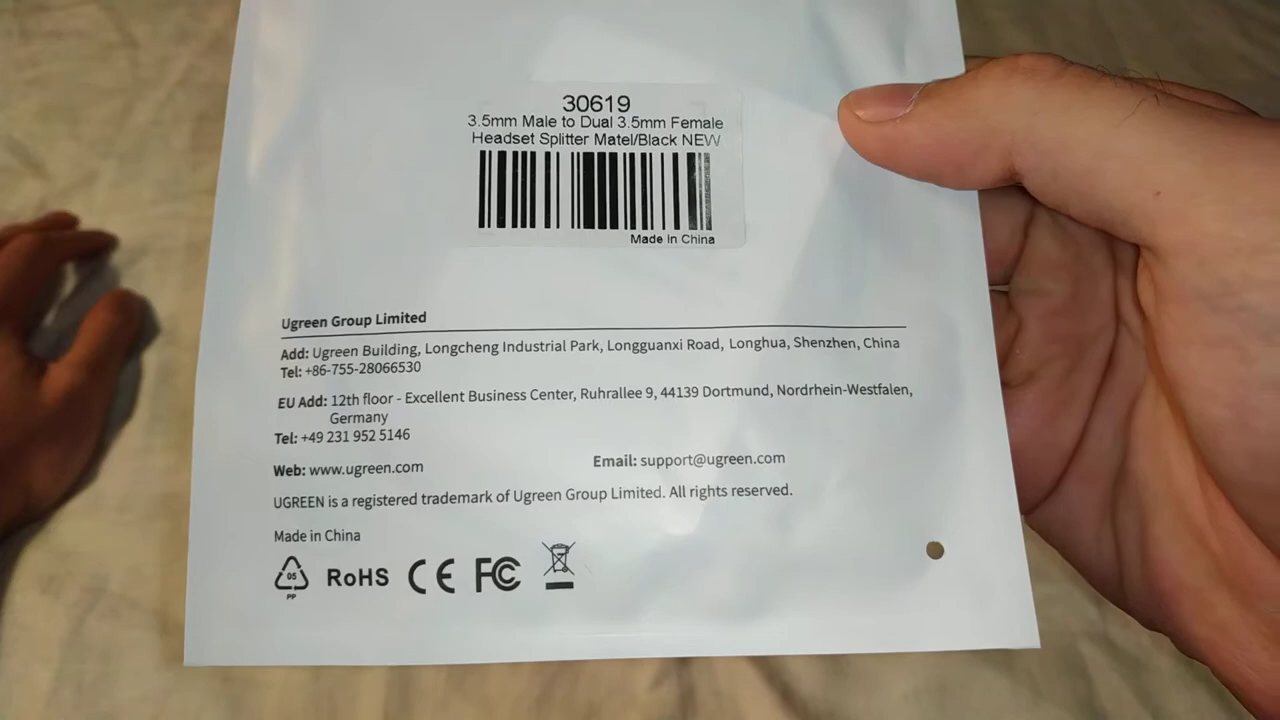 30619
3.5mm Male to Dual 3.5mm Female
Headset Splitter Matel/Black NEW
Made in China
Ugreen Group Limited
Add: Ugreen Building, Longcheng Industrial Park, Longguanxi Road, Longhua, Shenzhen, China
Tel: +86-755-28066530
EU Add: 12th floor - Excellent Business Center, Ruhrallee 9, 44139 Dortmund, Nordrhein-Westfalen,
Germany
Tel: +49 231 952 5146
Web: www.ugreen.com Email: support@ugreen.com
UGREEN is a registered trademark of Ugreen Group Limited. All rights reserved.
Made in China
05 RoHS CE FC
PP